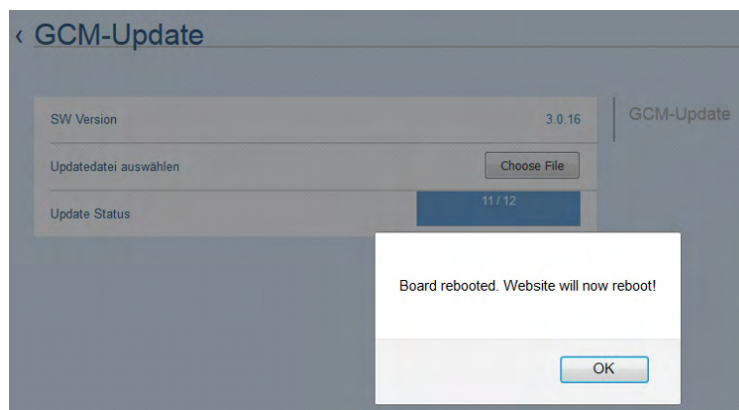 ‹ GCM-Update
SW Version 3.0.16
GCM-Update
Updatedatei auswählen Choose File
Update Status 11 / 12
Board rebooted. Website will now reboot!
OK